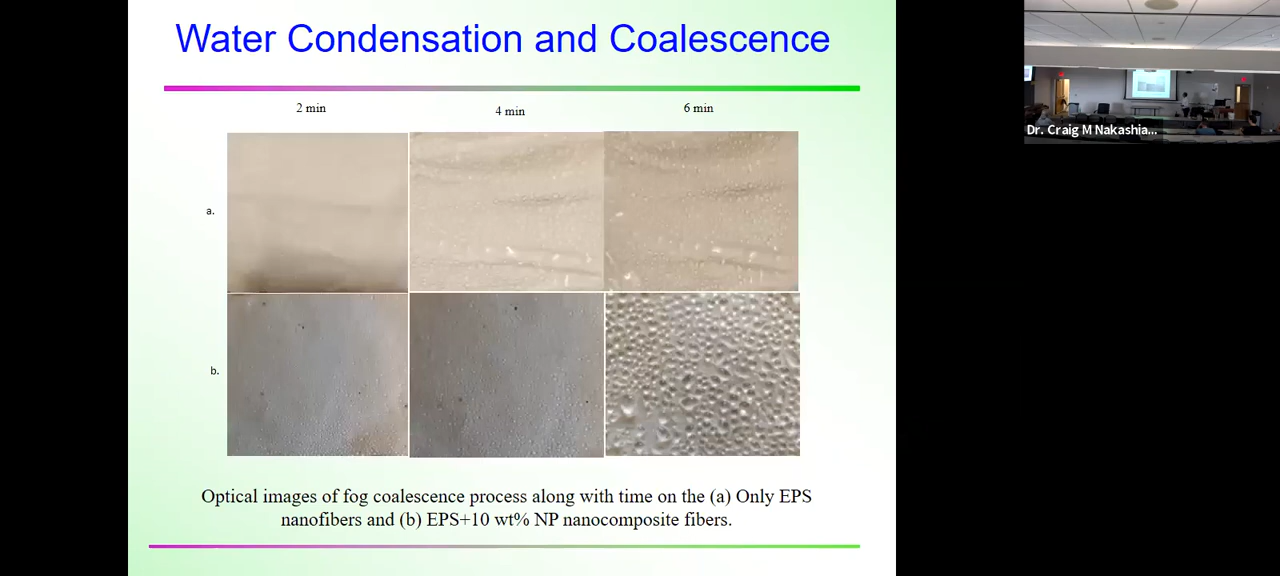 Water Condensation and Coalescence
2 min
4 min
6 min
a.
b.
Optical images of fog coalescence process along with time on the (a) Only EPS
nanofibers and (b) EPS+10 wt% NP nanocomposite fibers.
Dr. Craig M Nakashia...